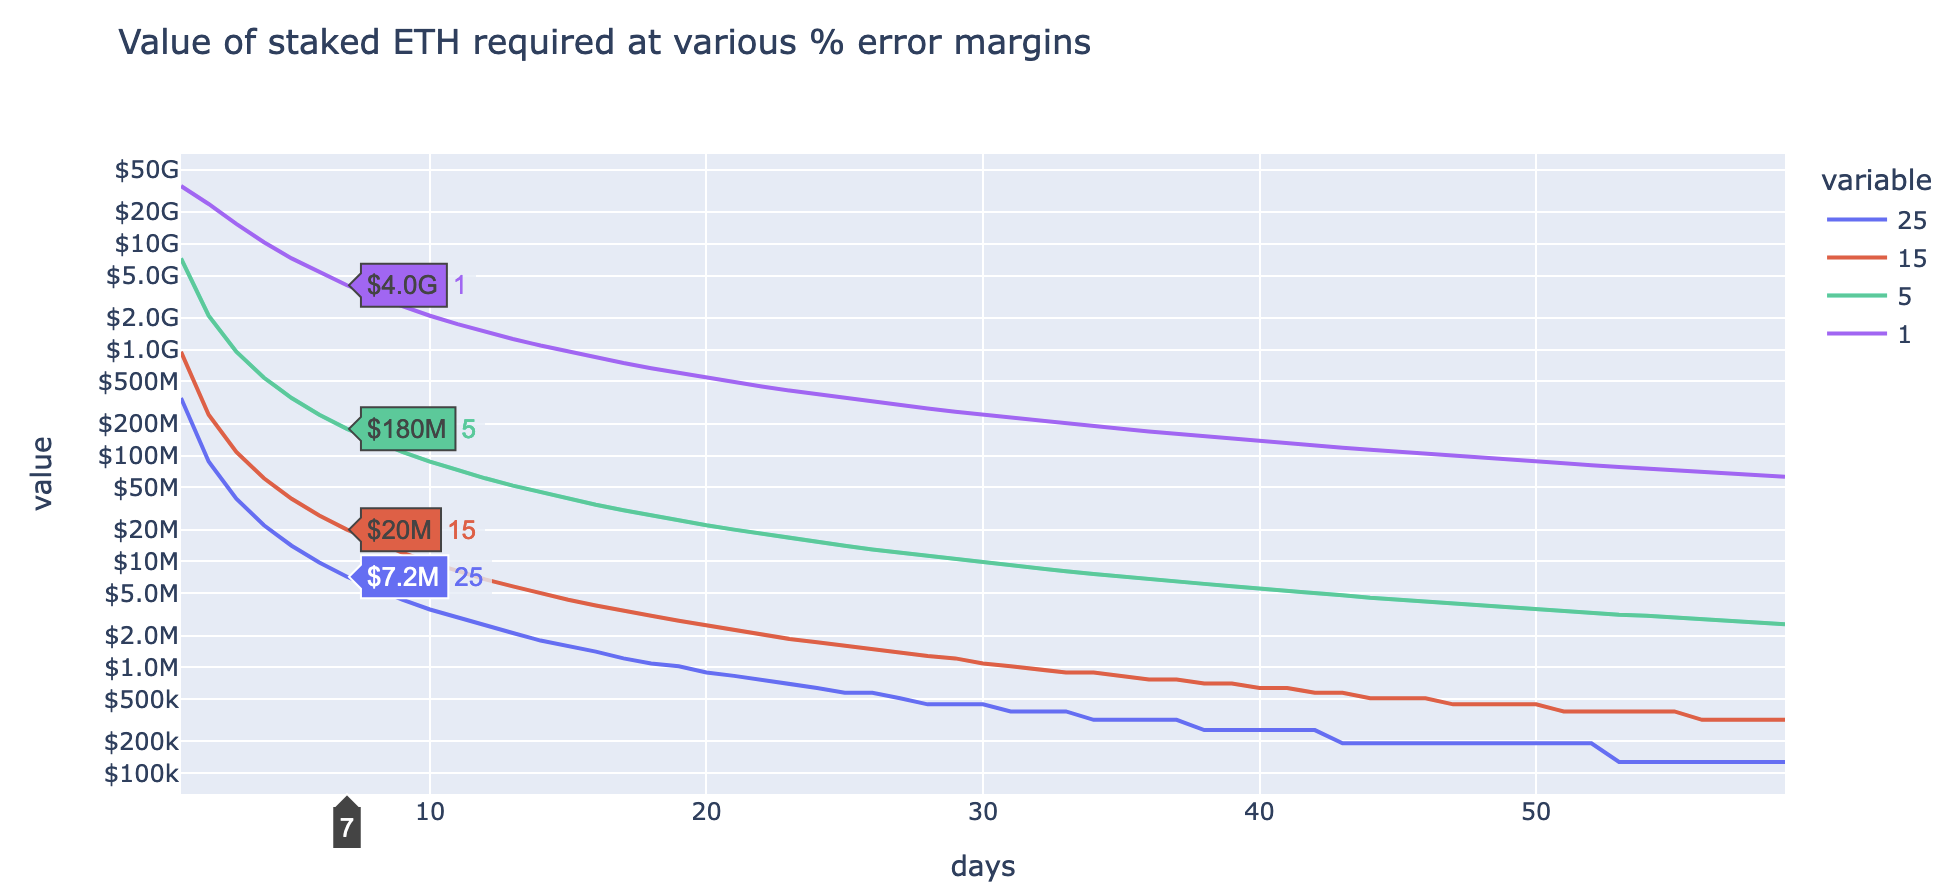 Value of staked ETH required at various % error margins
value
$50G
$20G
$10G
$5.0G
$2.0G
$1.0G
$500M
$200M
$100M
$50M
$20M
$10M
$5.0M
$2.0M
$1.0M
$500k
$200k
$100k
$4.0G 1
$180M 5
$20M 15
$7.2M 25
7
10
20
30
40
50
days
variable
25
15
5
1